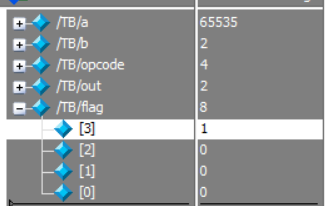 /TB/a 65535
/TB/b 2
/TB/opcode 4
/TB/out 2
/TB/flag 8
[3] 1
[2] 0
[1] 0
[0] 0